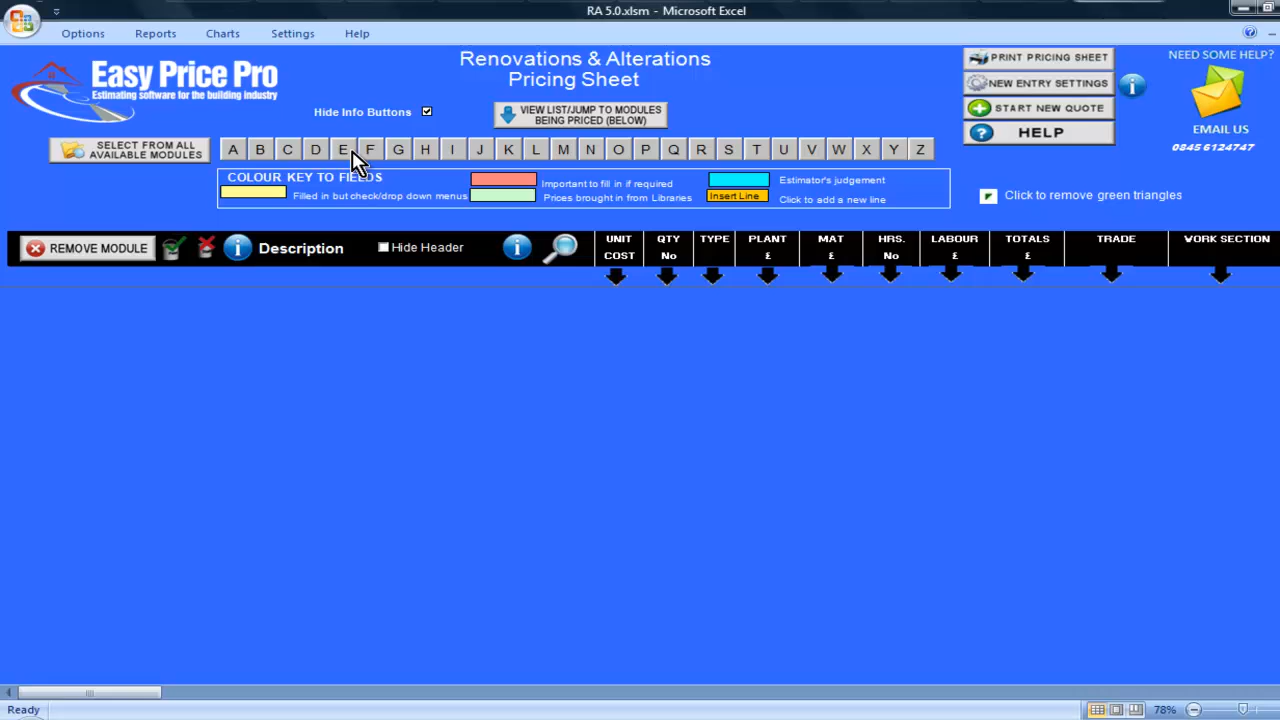 RA 5.0.xlsm - Microsoft Excel
Options Reports Charts Settings Help
Easy Price Pro
Estimating software for the building industry
Renovations & Alterations
Pricing Sheet
Hide Info Buttons
VIEW LIST/JUMP TO MODULES
BEING PRICED (BELOW)
PRINT PRICING SHEET
NEW ENTRY SETTINGS
START NEW QUOTE
HELP
NEED SOME HELP?
EMAIL US
0845 6124747
SELECT FROM ALL
AVAILABLE MODULES
A B C D E F G H I J K L M N O P Q R S T U V W X Y Z
COLOUR KEY TO FIELDS
Filled in but check/drop down menus
Important to fill in if required
Prices brought in from Libraries
Estimator's judgement
Insert Line Click to add a new line
Click to remove green triangles
REMOVE MODULE Description Hide Header
UNIT COST
QTY No
TYPE
PLANT £
MAT £
HRS. No
LABOUR £
TOTALS £
TRADE
WORK SECTION
Ready 78%